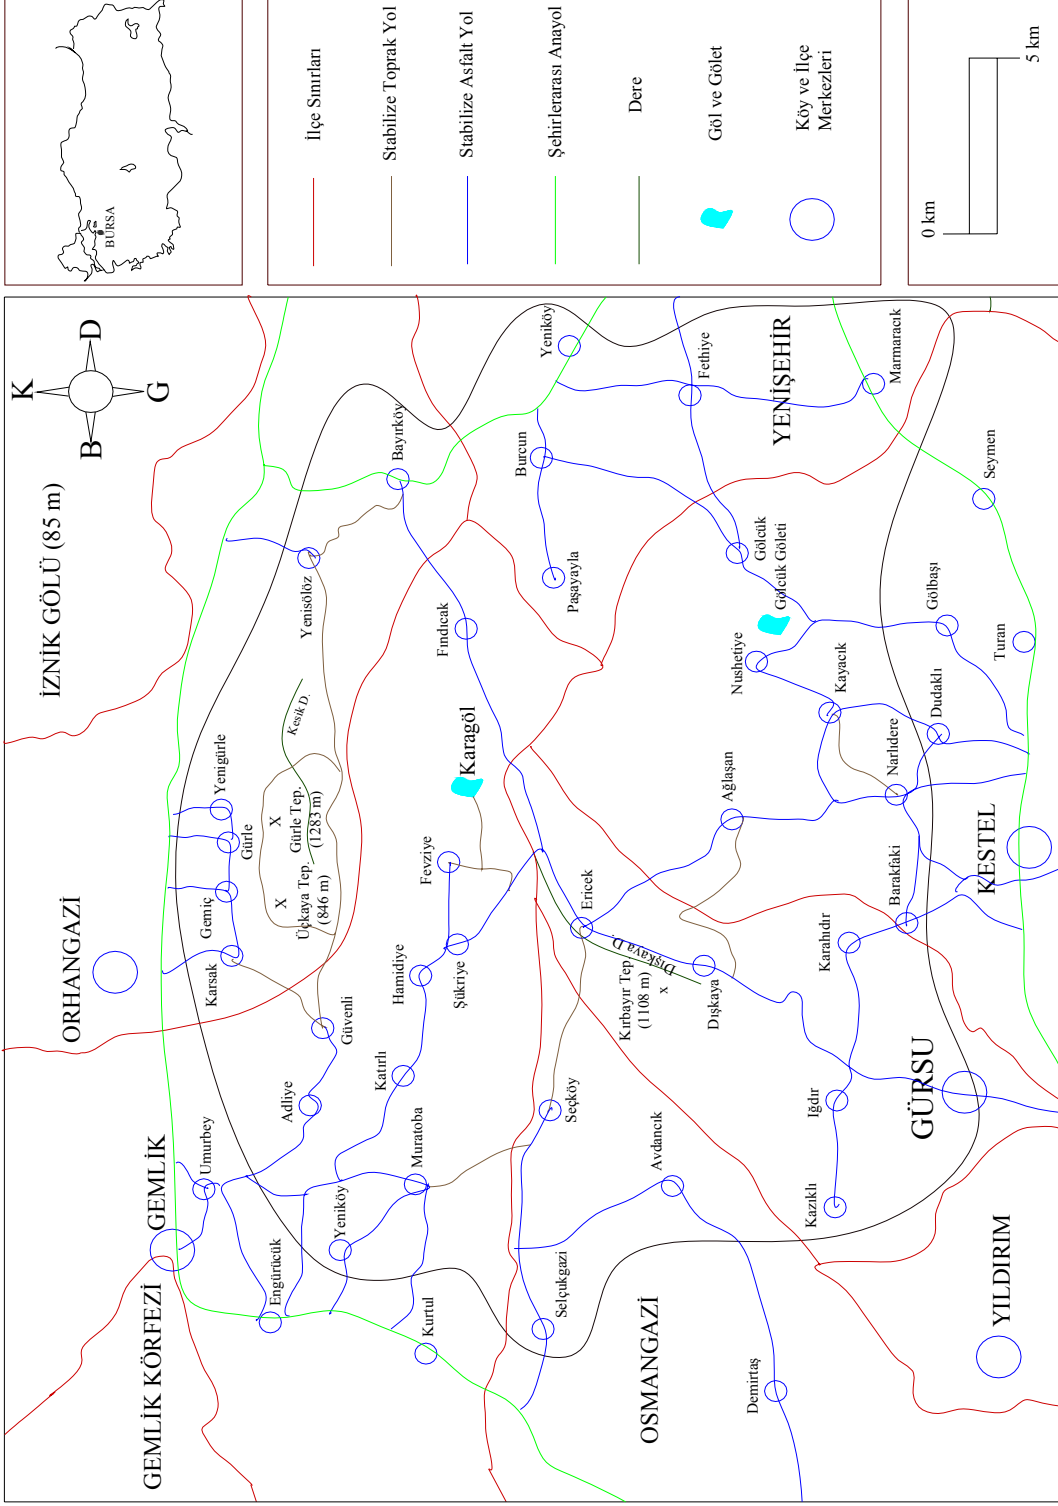 BURSA
İlçe Sınırları
Stabilize Toprak Yol
Stabilize Asfalt Yol
Şehirlerarası Anayol
Dere
Göl ve Gölet
Köy ve İlçe
Merkezleri
0 km
5 km
K
B
D
G
İZNİK GÖLÜ (85 m)
ORHANGAZİ
GEMLİK
GEMLİK KÖRFEZİ
Umurbey
Engürücük
Kurtul
Yeniköy
Muratoba
Katırlı
Adliye
Güvenli
Karsak
Gemiç
Gürle
Yenigürle
X
Üçkaya Tep.
(846 m)
X
Gürle Tep.
(1283 m)
Kesik D.
Yenisölöz
Bayırköy
Fındıcak
Karagöl
Fevziye
Hamidiye
Şükriye
Yeniköy
Burcun
Paşayayla
Fethiye
YENİŞEHİR
Marmaracık
Seymen
Gölcük
Gölcük Göleti
Nushetiye
Kayacık
Gölbaşı
Turan
Dudaklı
Narlıdere
Ağlaşan
Ericek
Dışkaya D.
Kırbayır Tep.
(1108 m)
x
Dışkaya
Seçköy
Avdancık
Selçukgazi
OSMANGAZİ
Demirtaş
YILDIRIM
Kazıklı
Iğdır
GÜRSU
Karahıdır
Barakfaki
KESTEL